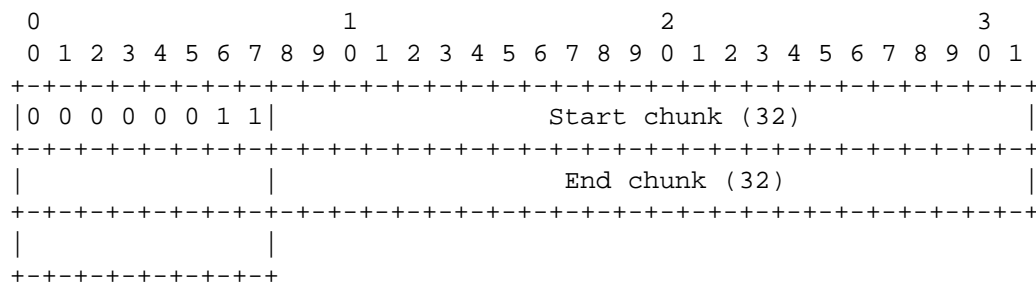 0                   1                   2                   3
 0 1 2 3 4 5 6 7 8 9 0 1 2 3 4 5 6 7 8 9 0 1 2 3 4 5 6 7 8 9 0 1
+-+-+-+-+-+-+-+-+-+-+-+-+-+-+-+-+-+-+-+-+-+-+-+-+-+-+-+-+-+-+-+-+
|0 0 0 0 0 0 1 1|                Start chunk (32)               |
+-+-+-+-+-+-+-+-+-+-+-+-+-+-+-+-+-+-+-+-+-+-+-+-+-+-+-+-+-+-+-+-+
|               |                 End chunk (32)                |
+-+-+-+-+-+-+-+-+-+-+-+-+-+-+-+-+-+-+-+-+-+-+-+-+-+-+-+-+-+-+-+-+
|               |
+-+-+-+-+-+-+-+-+